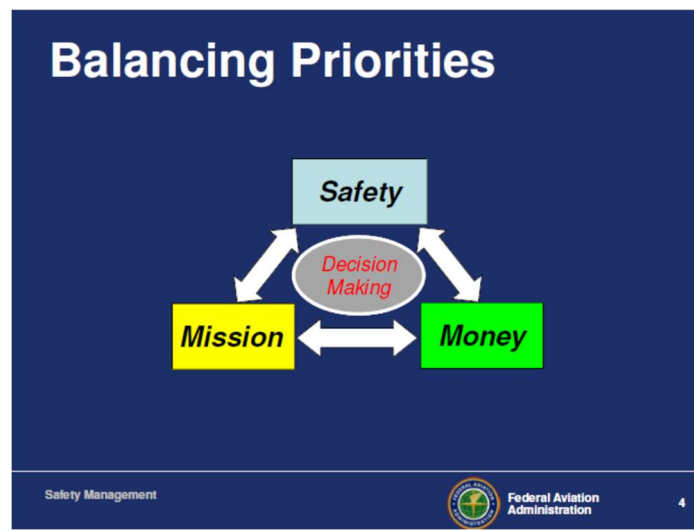 Balancing Priorities
Safety
Decision
Making
Mission
Money
Safety Management
Federal Aviation
Administration
4